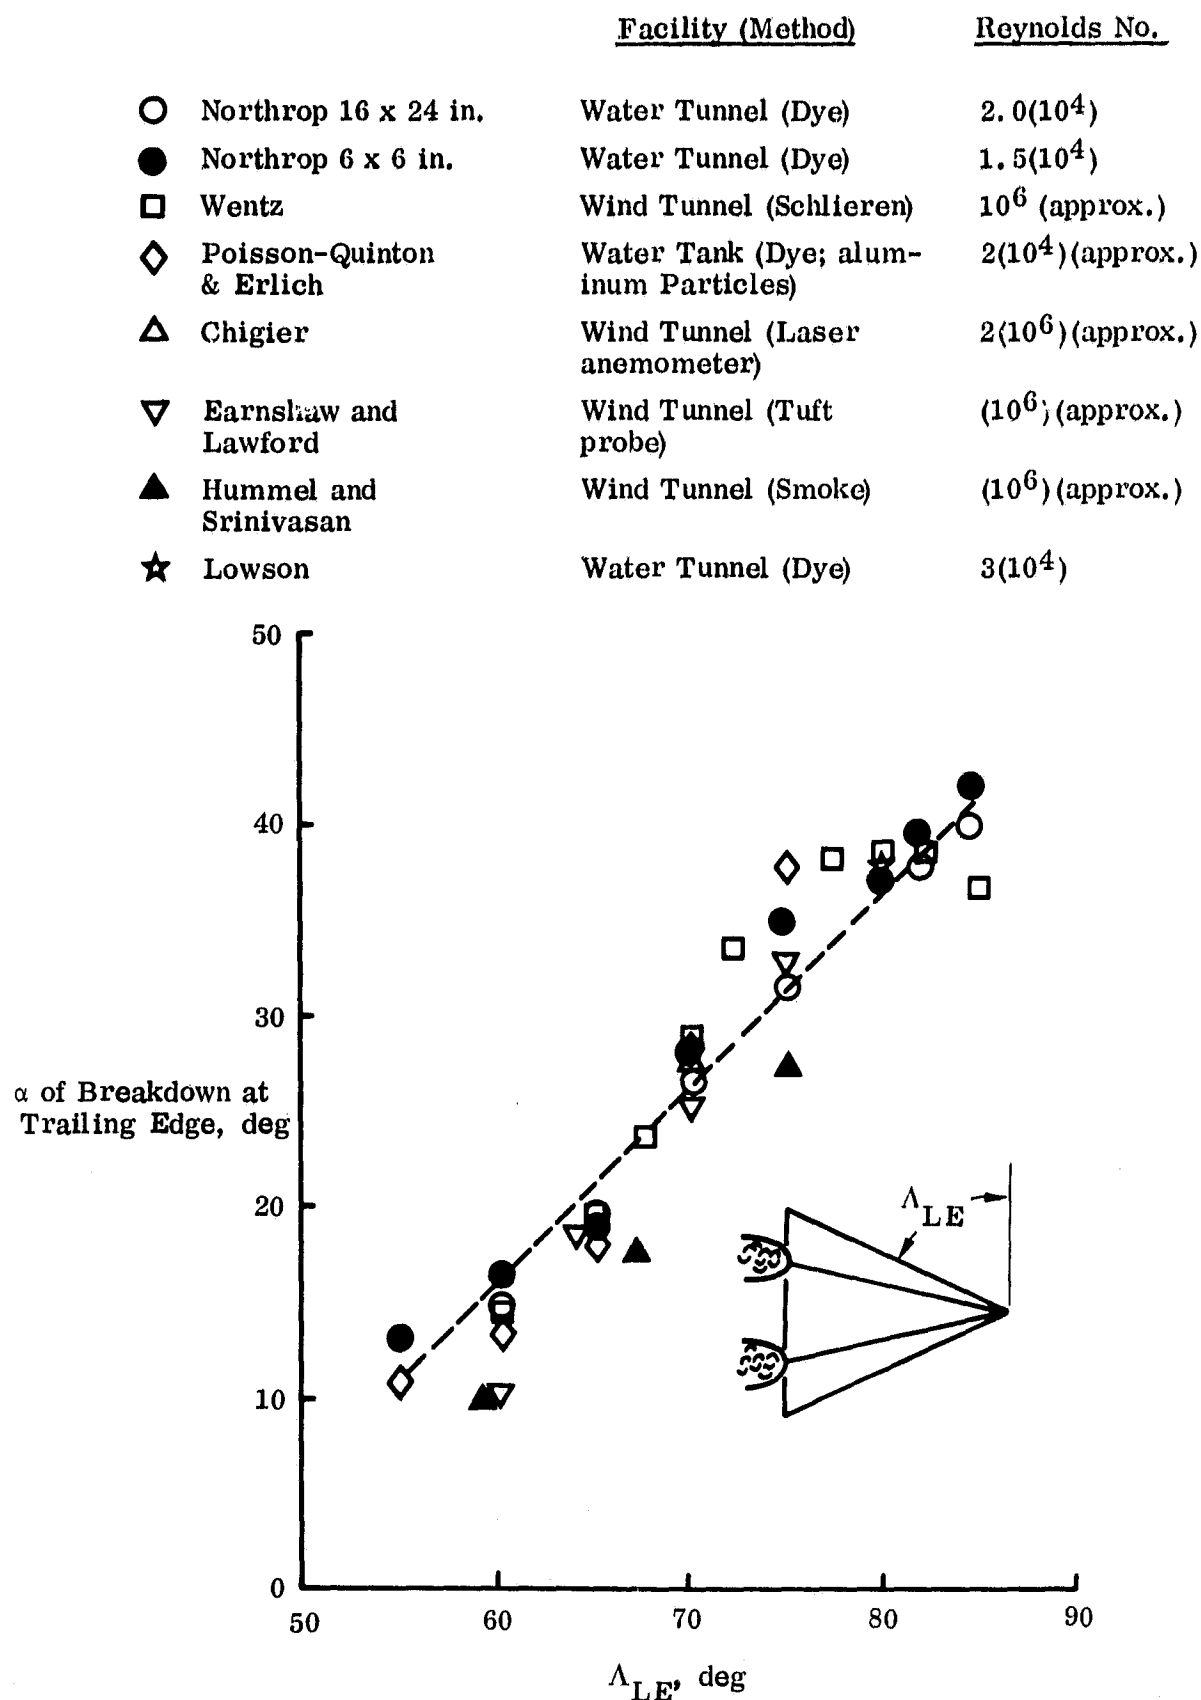 Facility (Method) Reynolds No.
Northrop 16 x 24 in. Water Tunnel (Dye) 2.0(10⁴)
Northrop 6 x 6 in. Water Tunnel (Dye) 1.5(10⁴)
Wentz Wind Tunnel (Schlieren) 10⁶ (approx.)
Poisson-Quinton Water Tank (Dye; alum- 2(10⁴)(approx.)
& Erlich inum Particles)
Chigier Wind Tunnel (Laser 2(10⁶)(approx.)
anemometer)
Earnshaw and Wind Tunnel (Tuft (10⁶)(approx.)
Lawford probe)
Hummel and Wind Tunnel (Smoke) (10⁶)(approx.)
Srinivasan
Lowson Water Tunnel (Dye) 3(10⁴)
50
40
30
α of Breakdown at
Trailing Edge, deg
20
Λ_LE
10
0
50 60 70 80 90
Λ_LE, deg